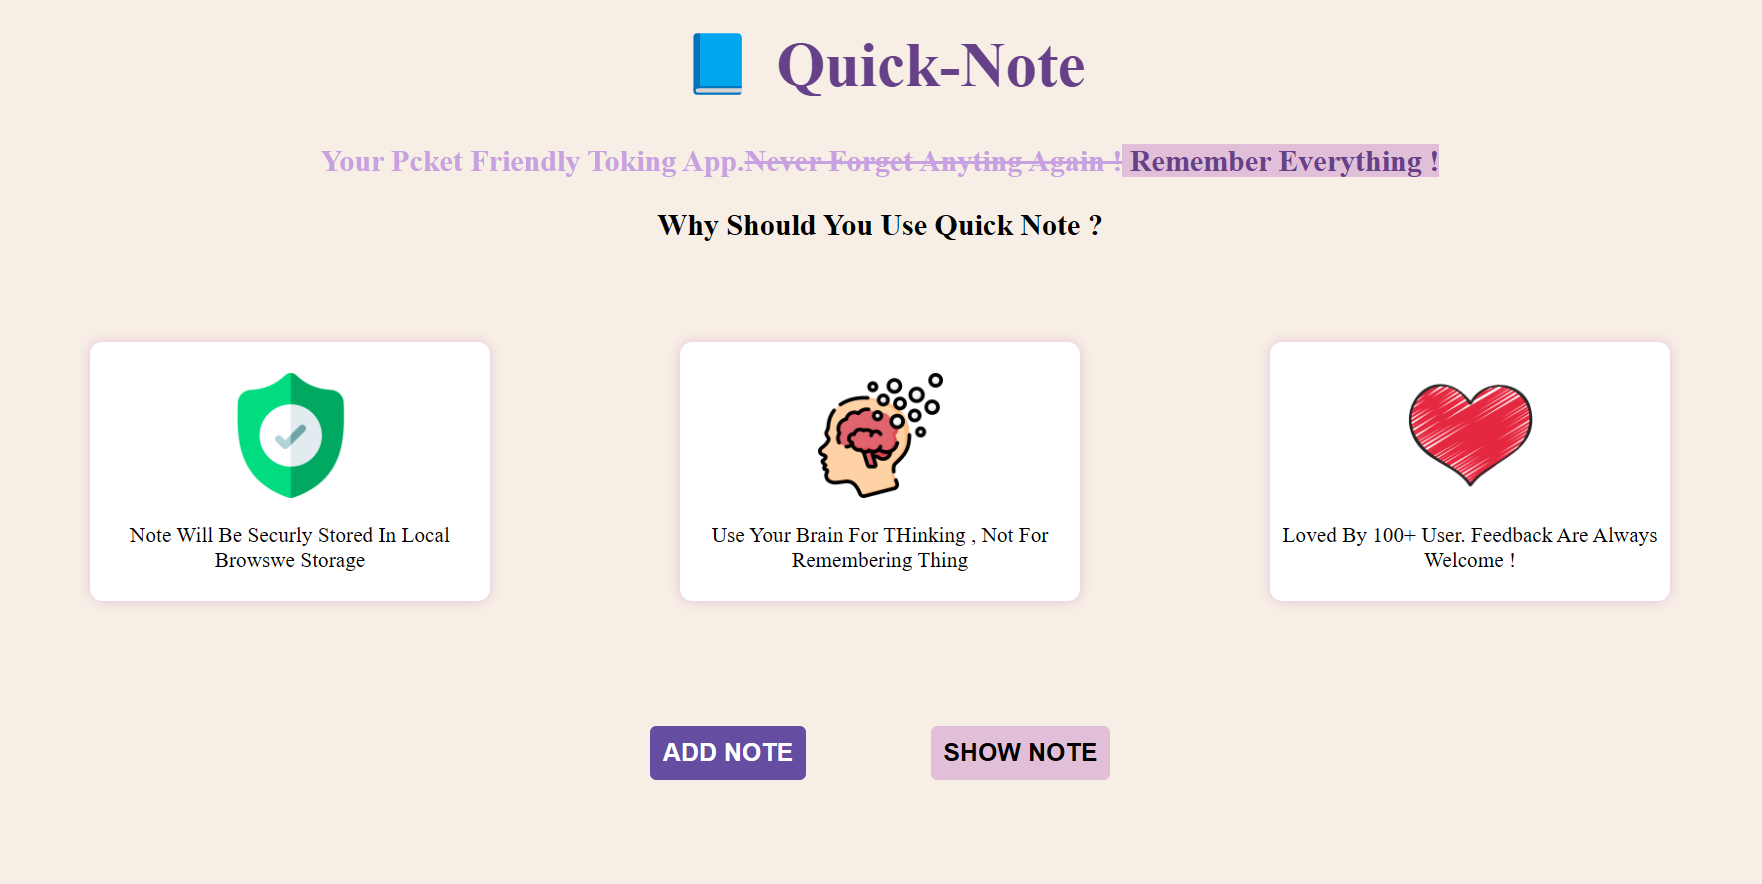 Quick-Note
Your Pcket Friendly Toking App.Never Forget Anyting Again ! Remember Everything !
Why Should You Use Quick Note ?
Note Will Be Securly Stored In Local
Browswe Storage
Use Your Brain For THinking , Not For
Remembering Thing
Loved By 100+ User. Feedback Are Always
Welcome !
ADD NOTE
SHOW NOTE